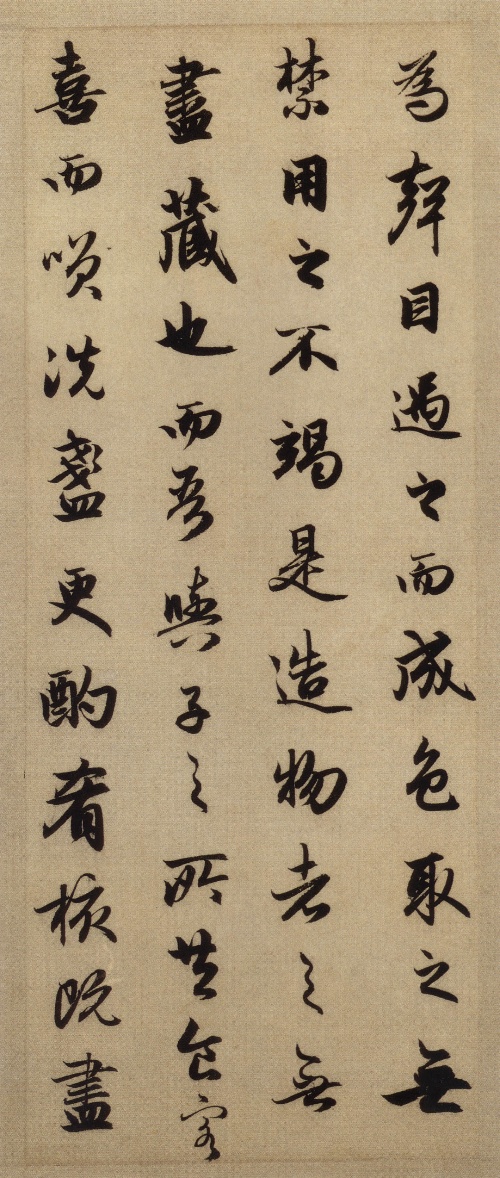 為聲目遇之而成色取之無
禁用之不竭是造物者之無
盡藏也而吾與子之所共食客
喜而咲洗盞更酌肴核既盡